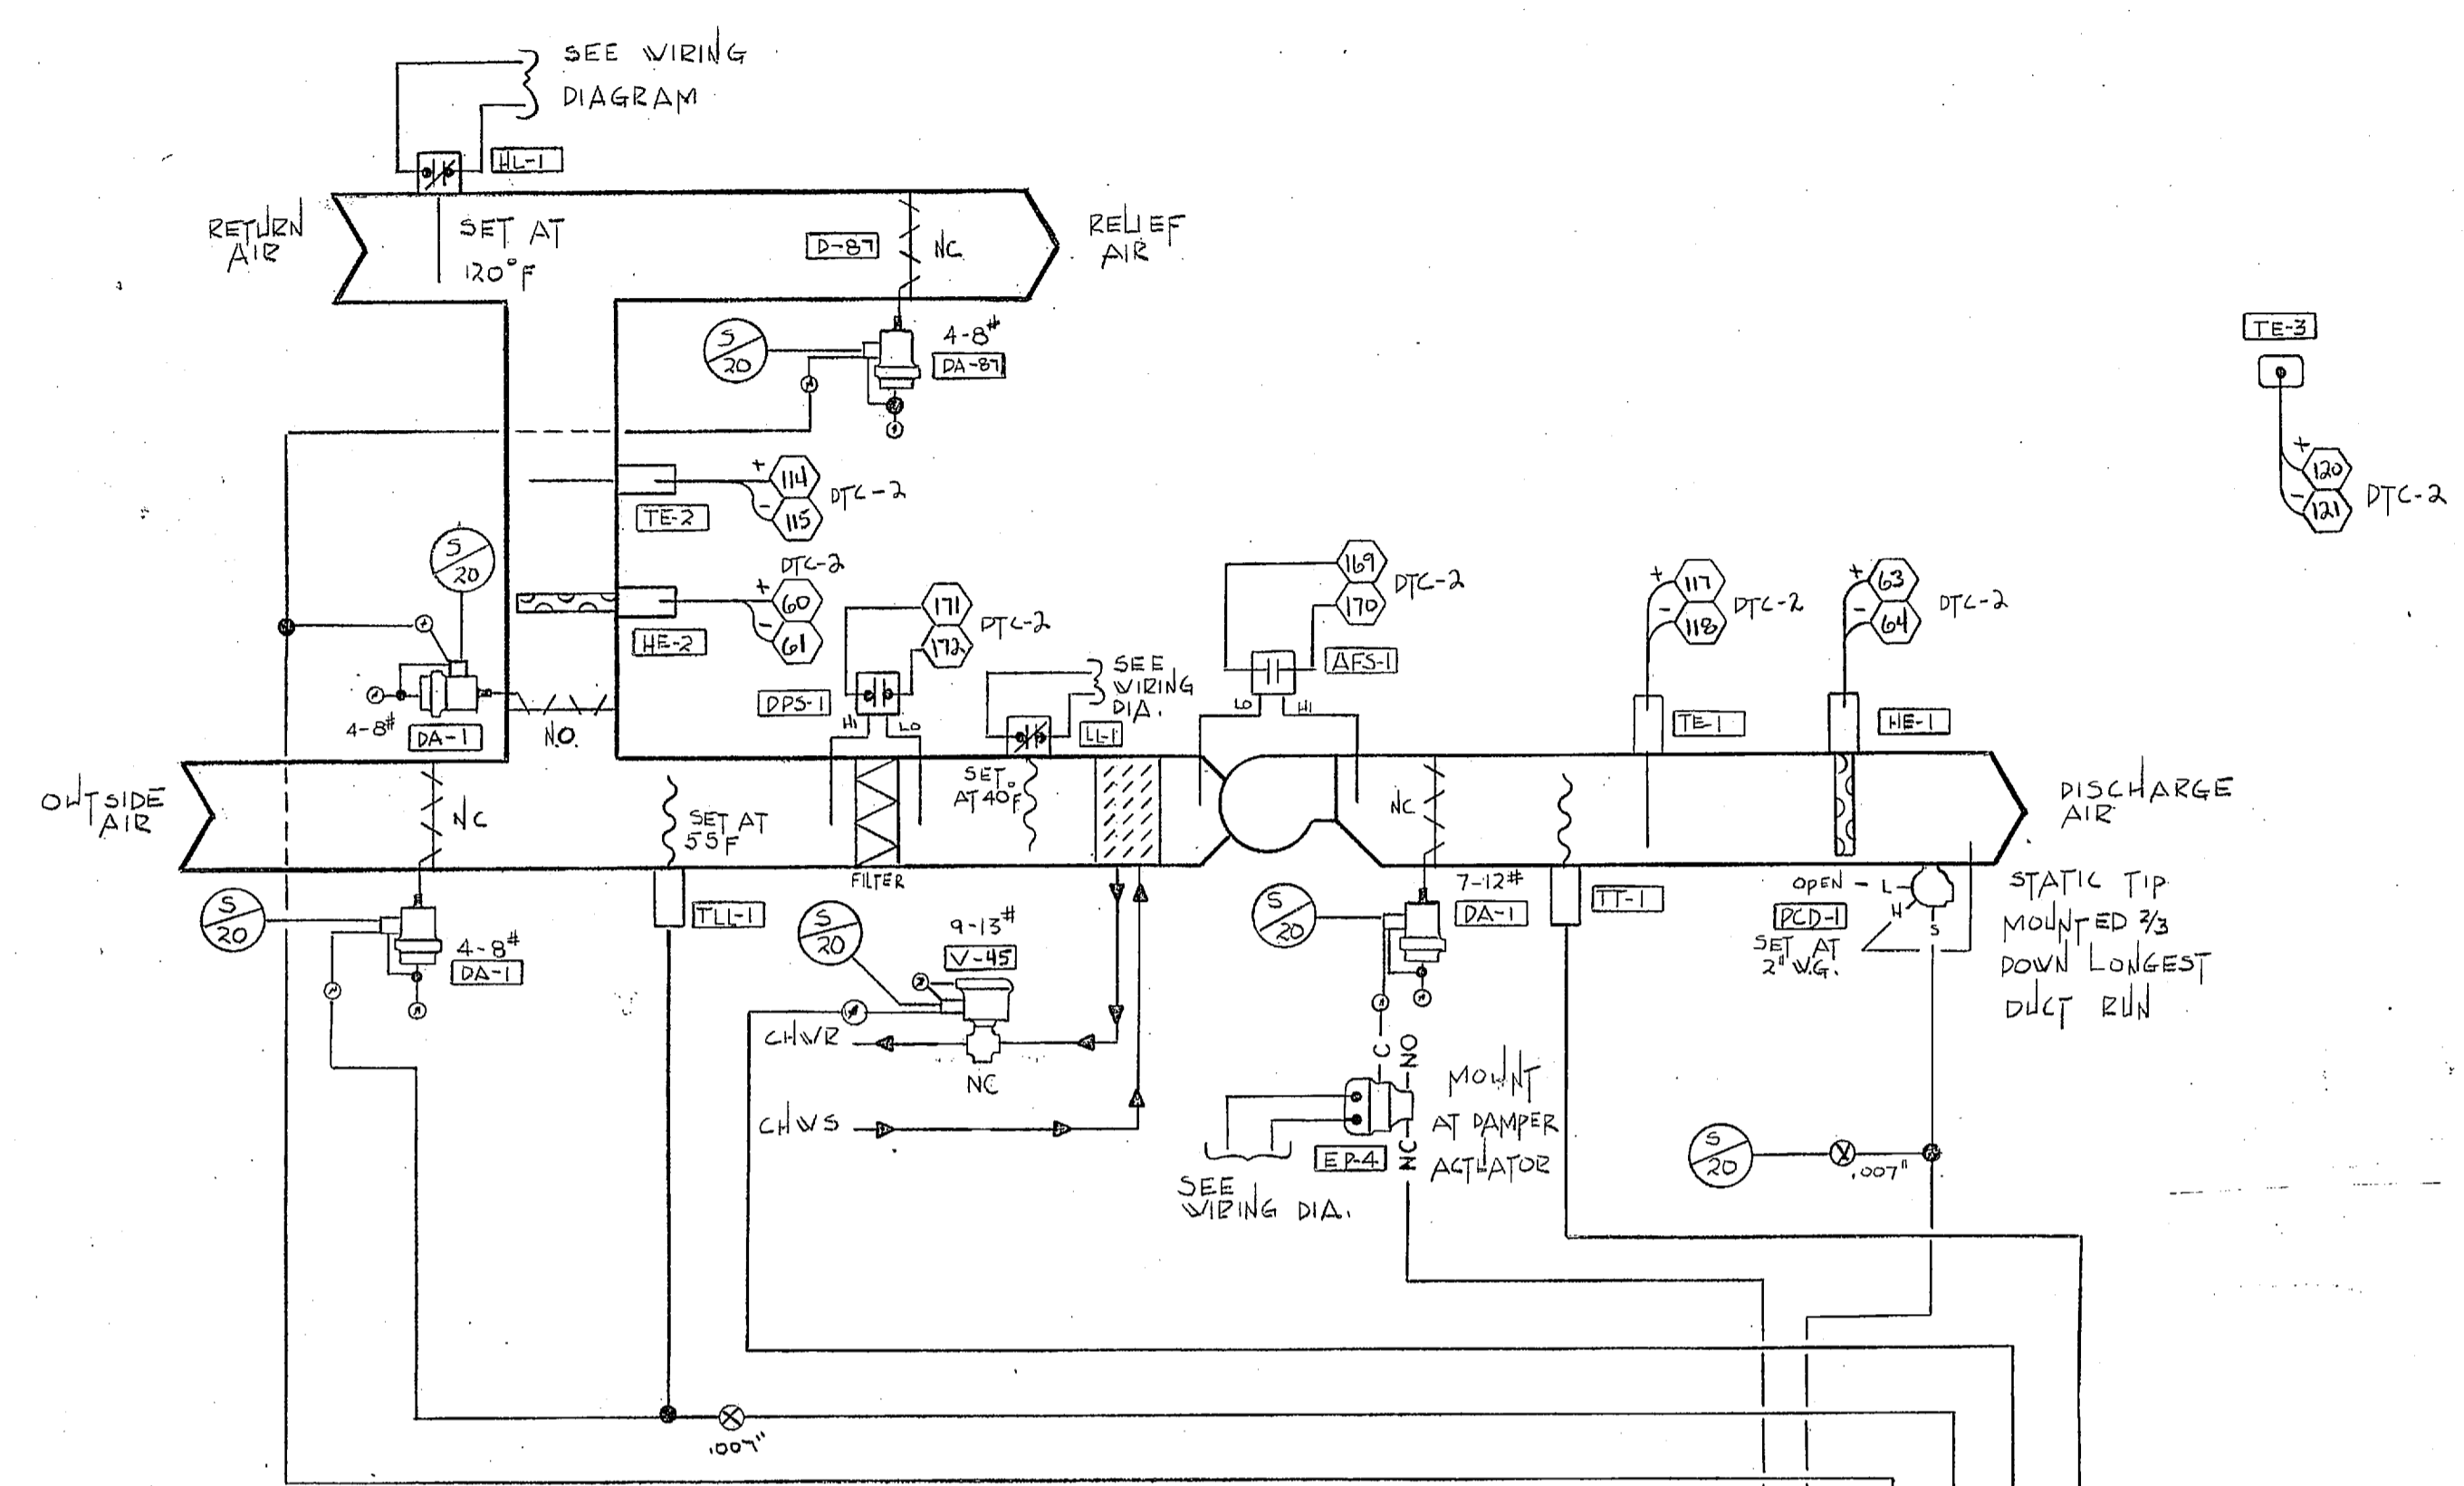 SEE WIRING
DIAGRAM
HL-1
RETURN
AIR
SET AT
120°F
D-87
NC
RELIEF
AIR
S
20
4-8#
DA-87
TE-3
+
120
-
121
DTC-2
+
114
-
115
DTC-2
TE-2
S
20
DTC-2
+
60
-
61
HE-2
4-8#
DA-1
N.O.
171
172
DTC-2
DPS-1
HI
LO
SEE
WIRING
DIA.
LL-1
169
170
DTC-2
AFS-1
LO
HI
+
117
-
118
DTC-2
TE-1
+
63
-
64
DTC-2
HE-1
OUTSIDE
AIR
NC
SET AT
55F
SET
AT 40°F
NC
DISCHARGE
AIR
FILTER
S
20
4-8#
DA-1
TLL-1
S
20
9-13#
V-45
CHWR
NC
CHWS
S
20
7-12#
DA-1
TT-1
OPEN - L
H
S
PCD-1
SET AT
2" W.G.
STATIC TIP
MOUNTED 2/3
DOWN LONGEST
DUCT RUN
C
NO
NC
MOUNT
AT DAMPER
ACTUATOR
EP-4
SEE
WIRING DIA.
S
20
.007"
.007"